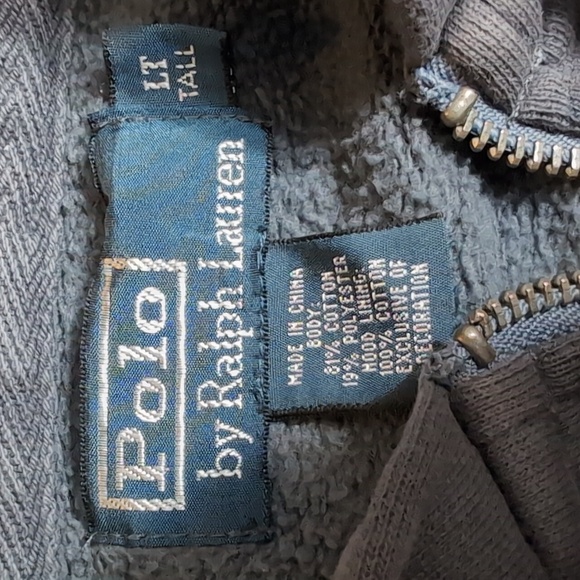 LT
TALL
Polo
by Ralph Lauren
MADE IN CHINA
BODY:
81% COTTON
19% POLYESTER
HOOD LINING:
100% COTTON
EXCLUSIVE OF
DECORATION